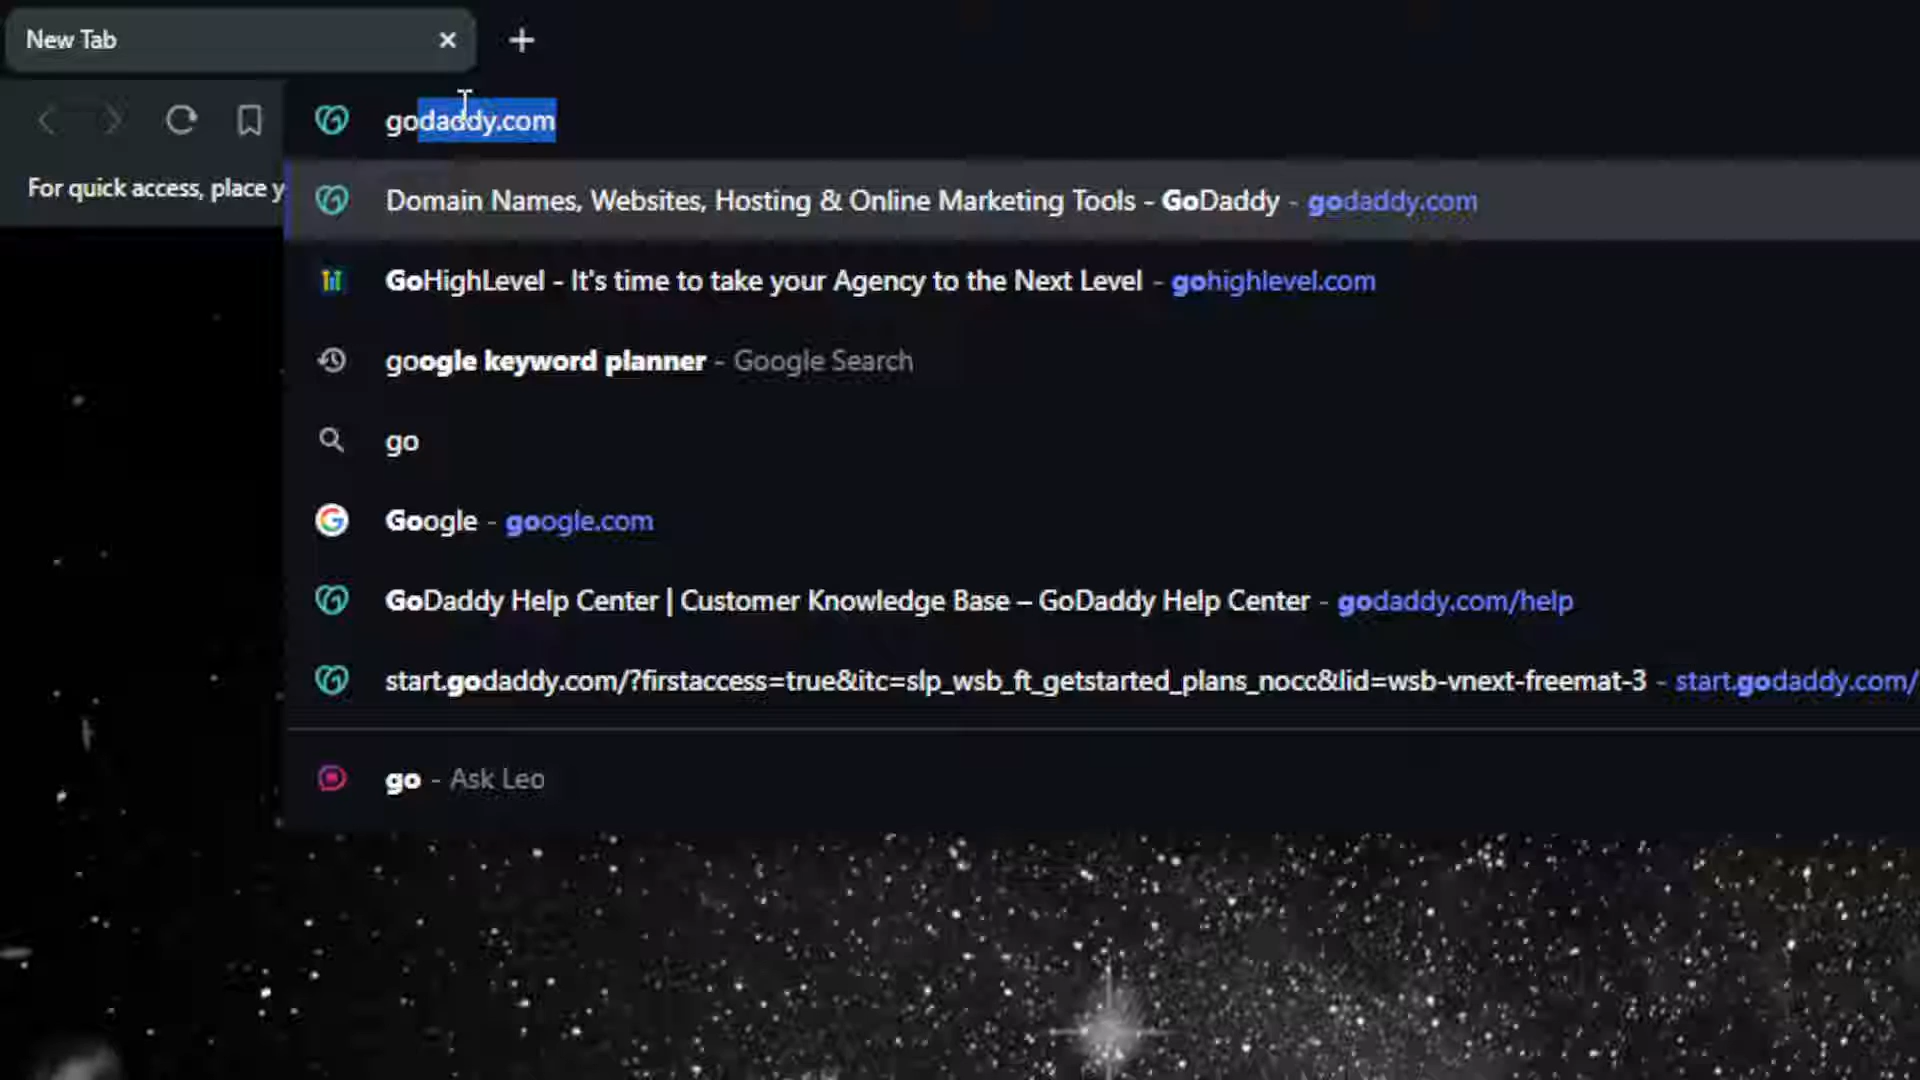 New Tab
godaddy.com
For quick access, place y
Domain Names, Websites, Hosting & Online Marketing Tools - GoDaddy - godaddy.com
GoHighLevel - It's time to take your Agency to the Next Level - gohighlevel.com
google keyword planner - Google Search
go
Google - google.com
GoDaddy Help Center | Customer Knowledge Base – GoDaddy Help Center - godaddy.com/help
start.godaddy.com/?firstaccess=true&itc=slp_wsb_ft_getstarted_plans_nocc&lid=wsb-vnext-freemat-3 - start.godaddy.com/
go - Ask Leo